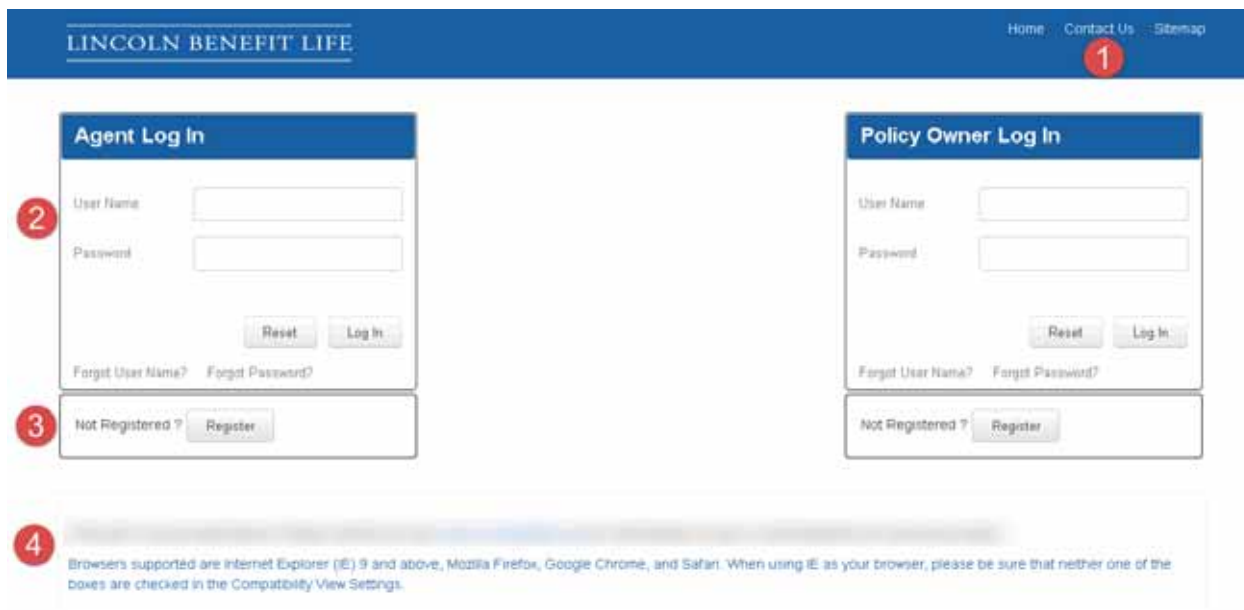 LINCOLN BENEFIT LIFE
Home Contact Us Sitemap
1
Agent Log In
2
User Name
Password
Reset Log In
Forgot User Name? Forgot Password?
3
Not Registered ? Register
Policy Owner Log In
User Name
Password
Reset Log In
Forgot User Name? Forgot Password?
Not Registered ? Register
4
Browsers supported are Internet Explorer (IE) 9 and above, Mozilla Firefox, Google Chrome, and Safari. When using IE as your browser, please be sure that neither one of the
boxes are checked in the Compatibility View Settings.